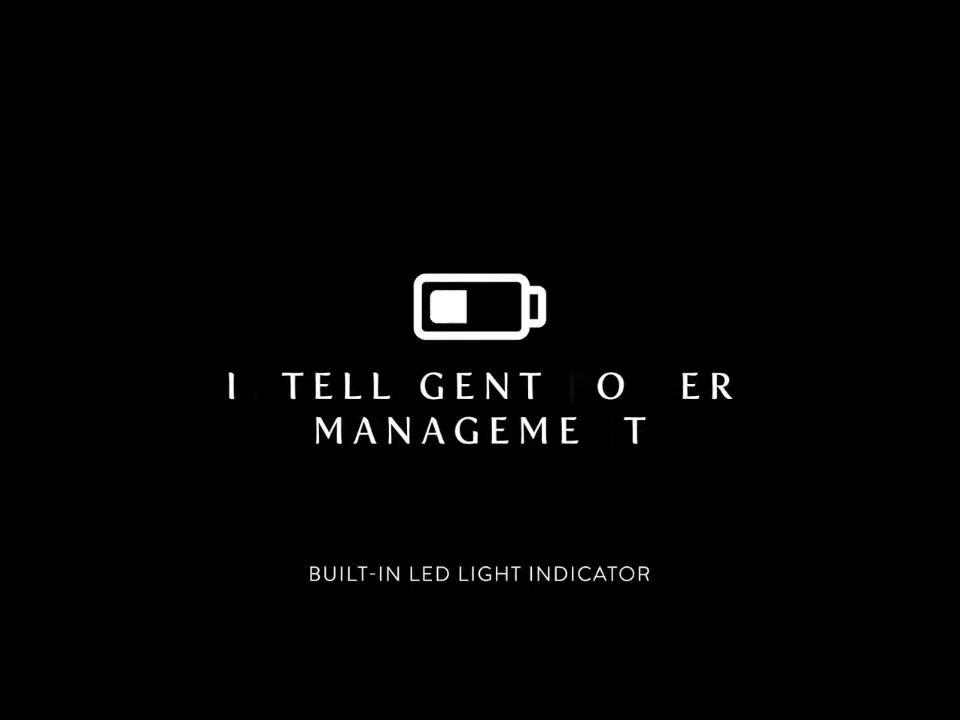 I TELL GENT O ER
MANAGEME T
BUILT-IN LED LIGHT INDICATOR